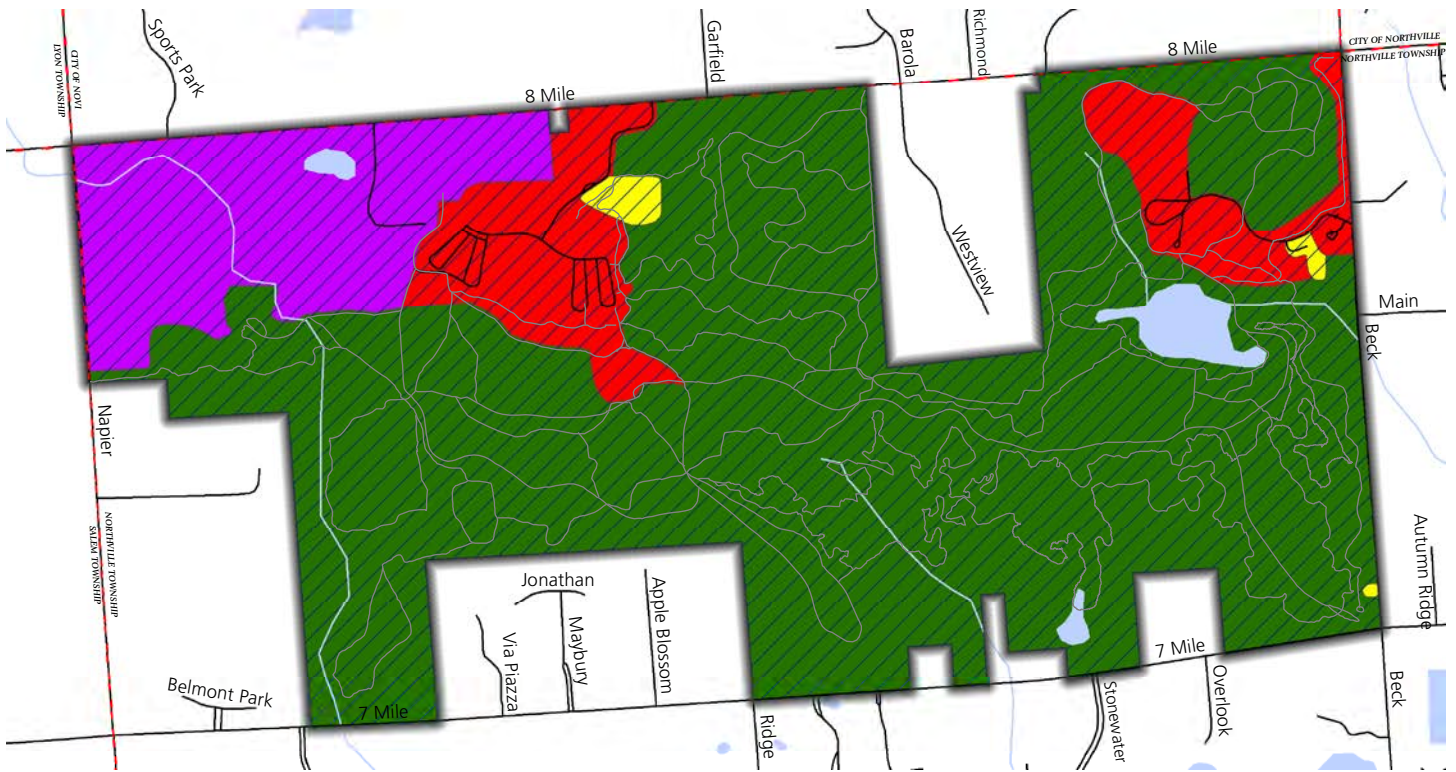 Sports Park
Garfield
Barola
Richmond
8 Mile
CITY OF NORTHVILLE
NORTHVILLE TOWNSHIP
CITY OF NOVI
LYON TOWNSHIP
8 Mile
Westview
Main
Beck
Napier
NORTHVILLE TOWNSHIP
SALEM TOWNSHIP
Autumn Ridge
Jonathan
Apple Blossom
Maybury
Via Piazza
7 Mile
Overlook
Belmont Park
Stonewater
Beck
7 Mile
Ridge